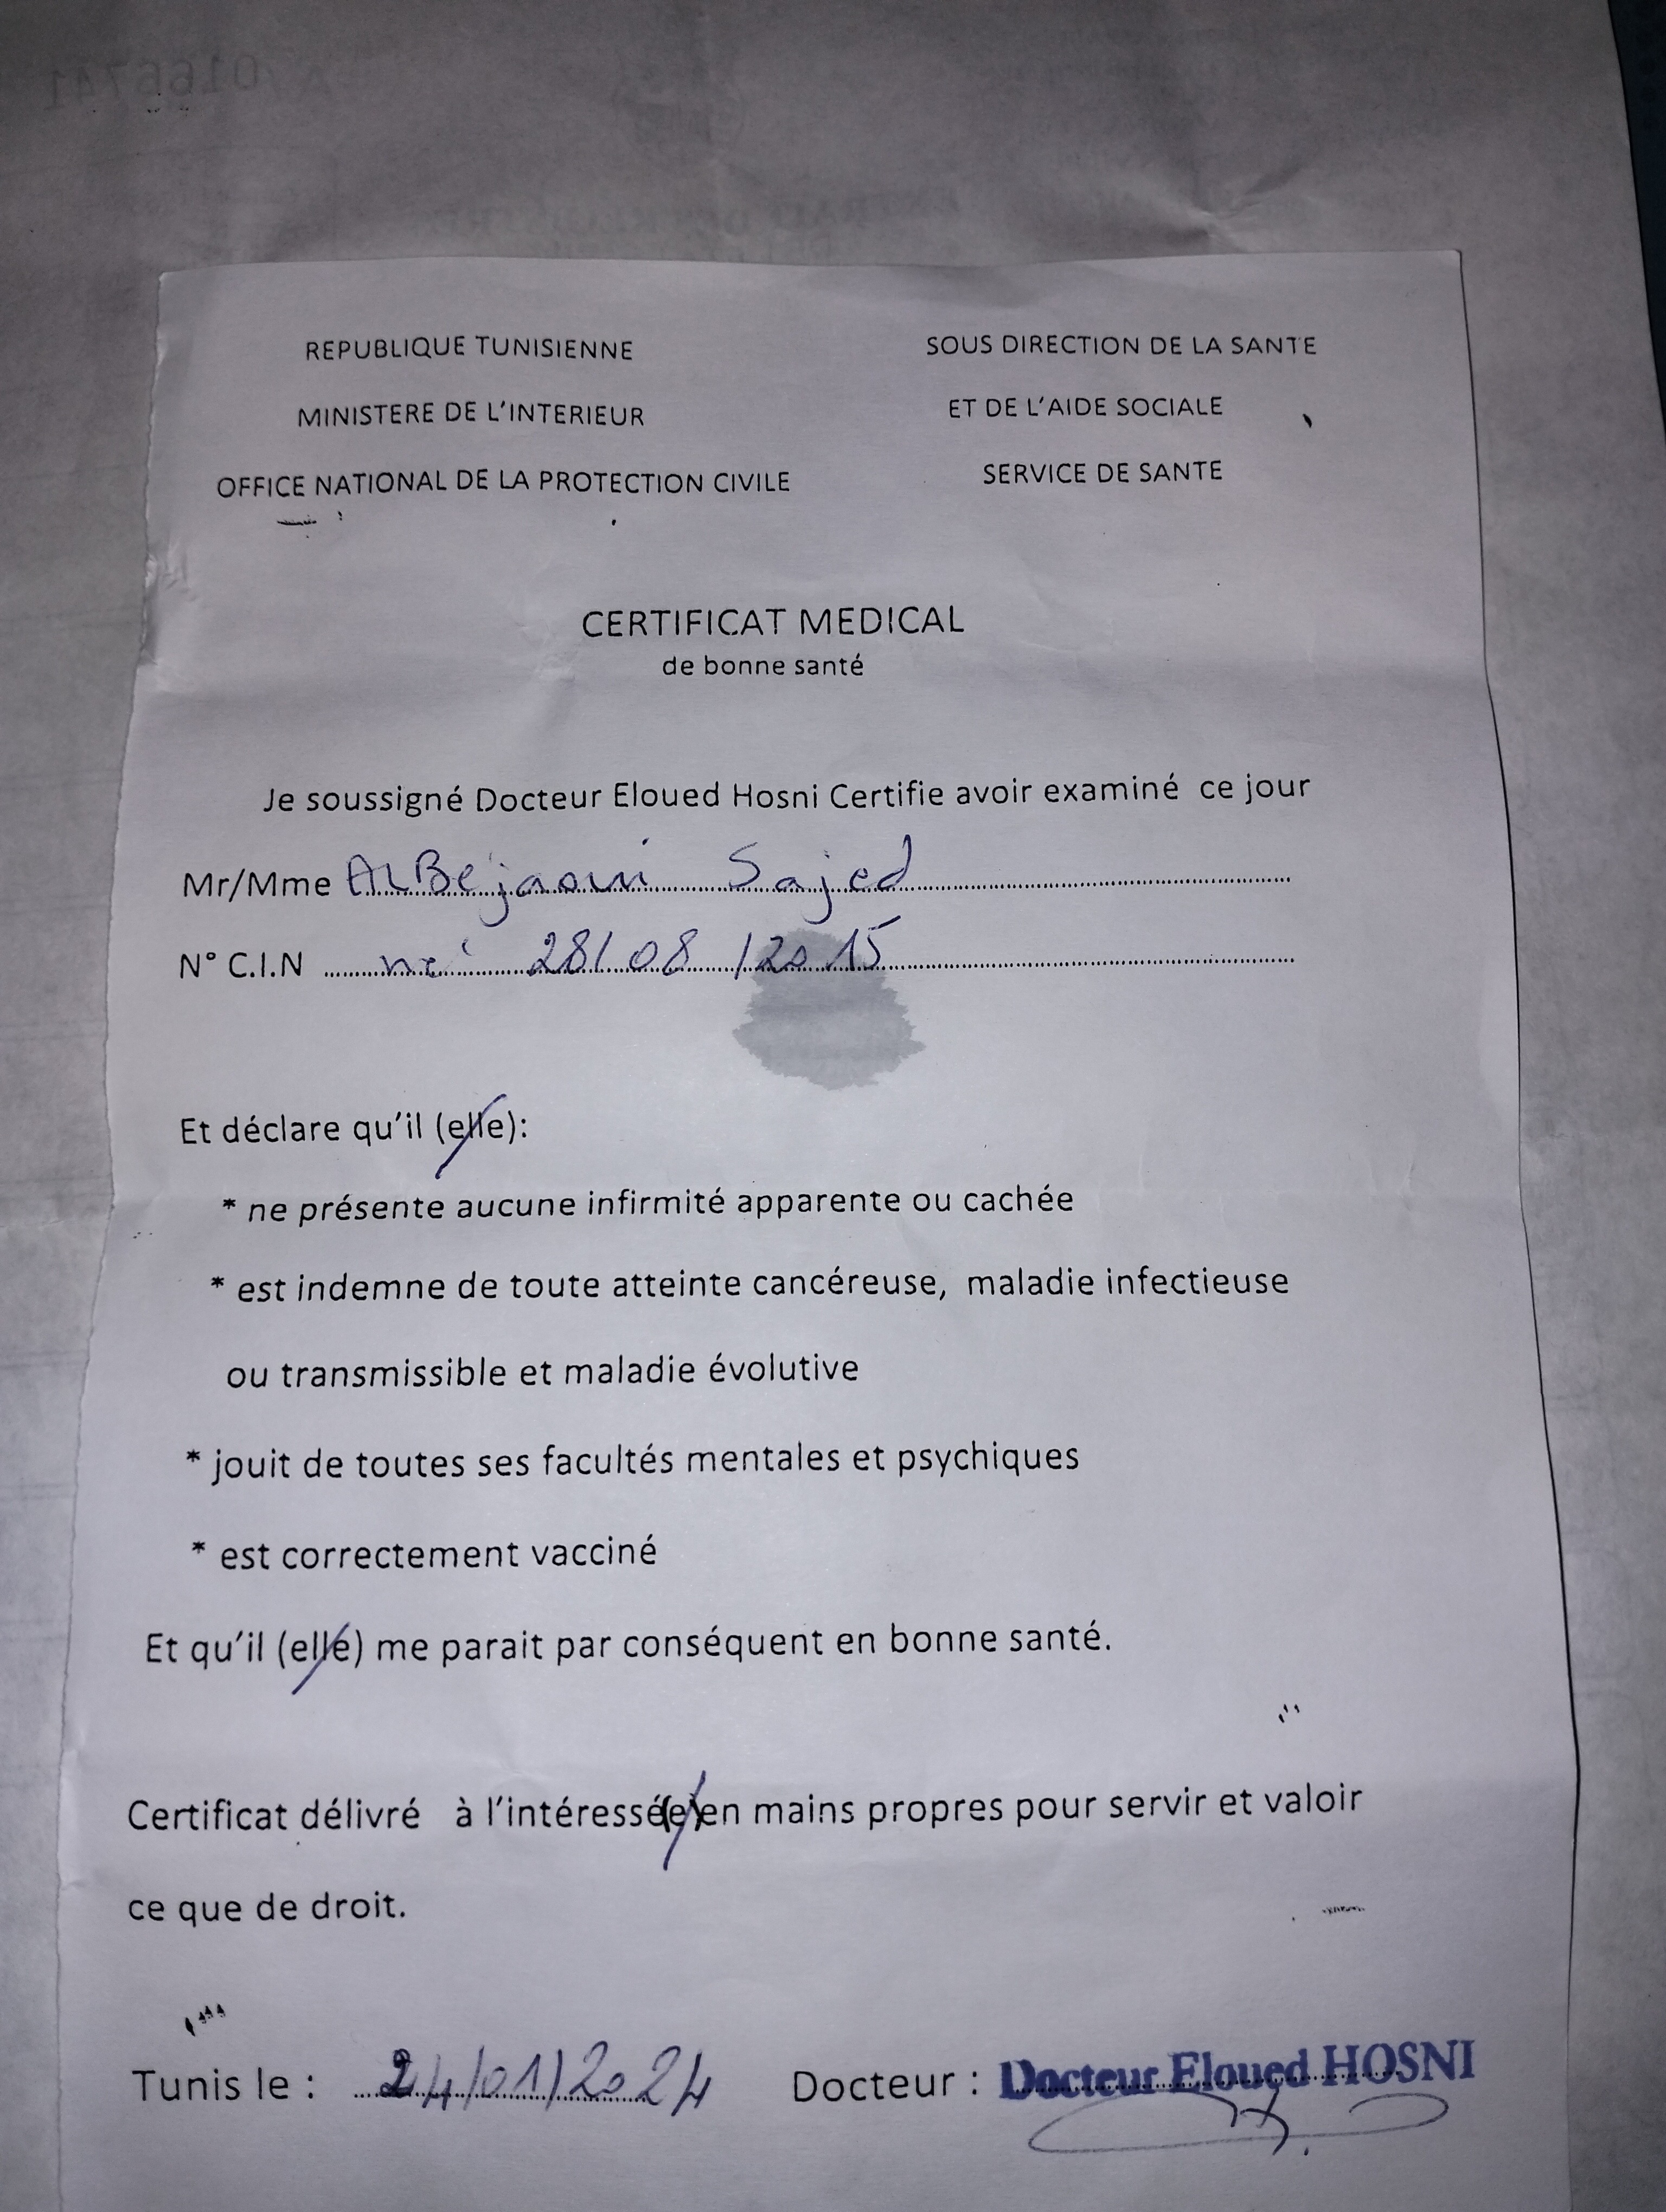 REPUBLIQUE TUNISIENNE
MINISTERE DE L'INTERIEUR
OFFICE NATIONAL DE LA PROTECTION CIVILE
SOUS DIRECTION DE LA SANTE
ET DE L'AIDE SOCIALE
SERVICE DE SANTE
CERTIFICAT MEDICAL
de bonne santé
Je soussigné Docteur Eloued Hosni Certifie avoir examiné ce jour
Mr/Mme ALBejaoui Sajed
N° C.I.N né 28/08/2015
Et déclare qu'il (elle):
* ne présente aucune infirmité apparente ou cachée
* est indemne de toute atteinte cancéreuse, maladie infectieuse
ou transmissible et maladie évolutive
* jouit de toutes ses facultés mentales et psychiques
* est correctement vacciné
Et qu'il (elle) me parait par conséquent en bonne santé.
Certificat délivré à l'intéressé(e) en mains propres pour servir et valoir
ce que de droit.
Tunis le : 24/01/2024 Docteur : Docteur Eloued HOSNI